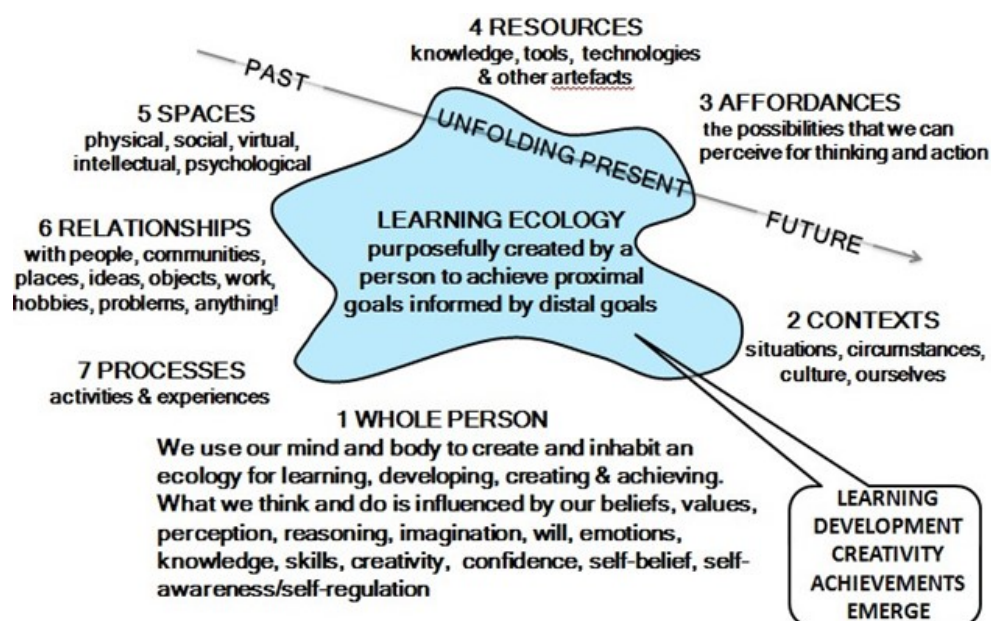 4 RESOURCES
knowledge, tools, technologies
& other artefacts
PAST
UNFOLDING PRESENT
FUTURE
3 AFFORDANCES
the possibilities that we can
perceive for thinking and action
5 SPACES
physical, social, virtual,
intellectual, psychological
LEARNING ECOLOGY
purposefully created by a
person to achieve proximal
goals informed by distal goals
6 RELATIONSHIPS
with people, communities,
places, ideas, objects, work,
hobbies, problems, anything!
2 CONTEXTS
situations, circumstances,
culture, ourselves
7 PROCESSES
activities & experiences
1 WHOLE PERSON
We use our mind and body to create and inhabit an
ecology for learning, developing, creating & achieving.
What we think and do is influenced by our beliefs, values,
perception, reasoning, imagination, will, emotions,
knowledge, skills, creativity, confidence, self-belief, self-
awareness/self-regulation
LEARNING
DEVELOPMENT
CREATIVITY
ACHIEVEMENTS
EMERGE